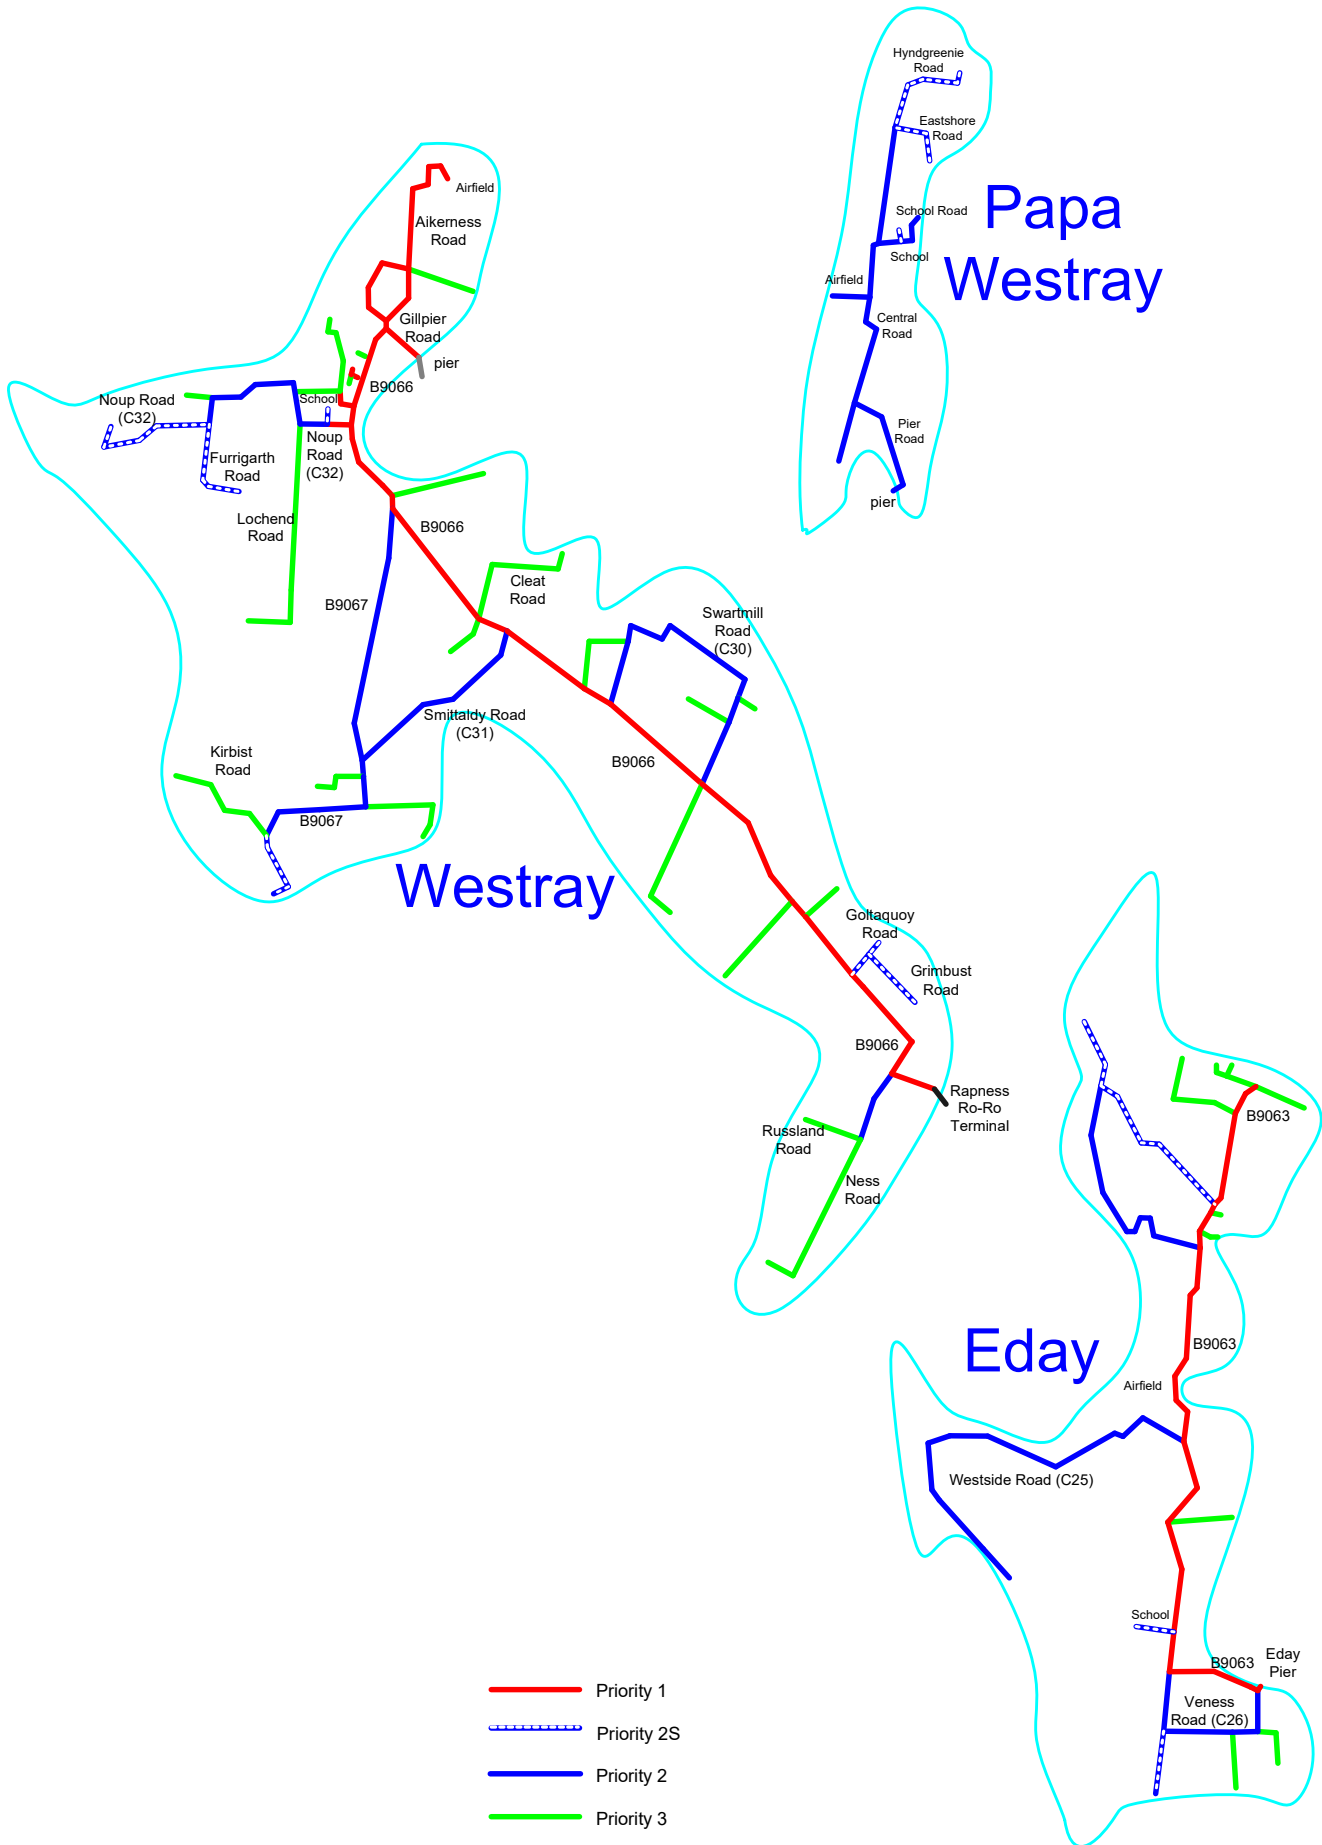 Hyndgreenie
Road
Eastshore
Road
Papa
Westray
School Road
School
Airfield
Central
Road
Pier
Road
pier
Airfield
Aikerness
Road
Gillpier
Road
pier
B9066
School
Noup Road
(C32)
Noup
Road
(C32)
Furrigarth
Road
Lochend
Road
B9066
Cleat
Road
B9067
Swartmill
Road
(C30)
Smittaldy Road
(C31)
Kirbist
Road
B9066
B9067
Westray
Goltaquoy
Road
Grimbust
Road
B9066
Rapness
Ro-Ro
Terminal
Russland
Road
Ness
Road
B9063
Eday
B9063
Airfield
Westside Road (C25)
School
B9063
Eday
Pier
Veness
Road (C26)
Priority 1
Priority 2S
Priority 2
Priority 3